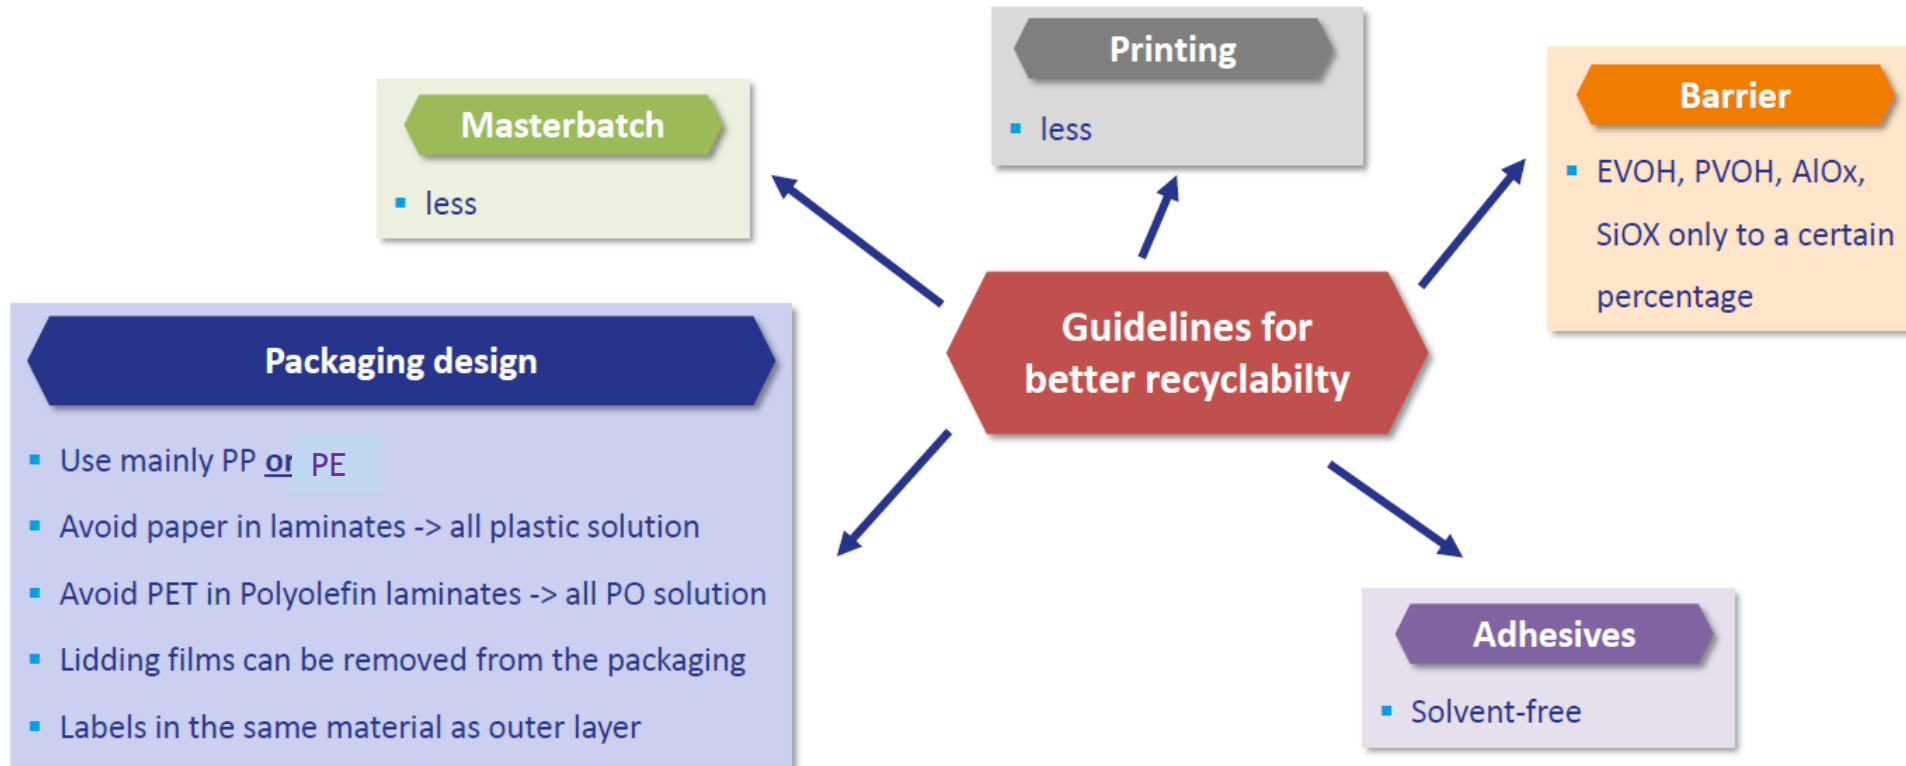 Printing
less
Barrier
EVOH, PVOH, AlOx,
SiOX only to a certain
percentage
Masterbatch
less
Guidelines for
better recyclabilty
Packaging design
Use mainly PP or PE
Avoid paper in laminates -> all plastic solution
Avoid PET in Polyolefin laminates -> all PO solution
Lidding films can be removed from the packaging
Labels in the same material as outer layer
Adhesives
Solvent-free